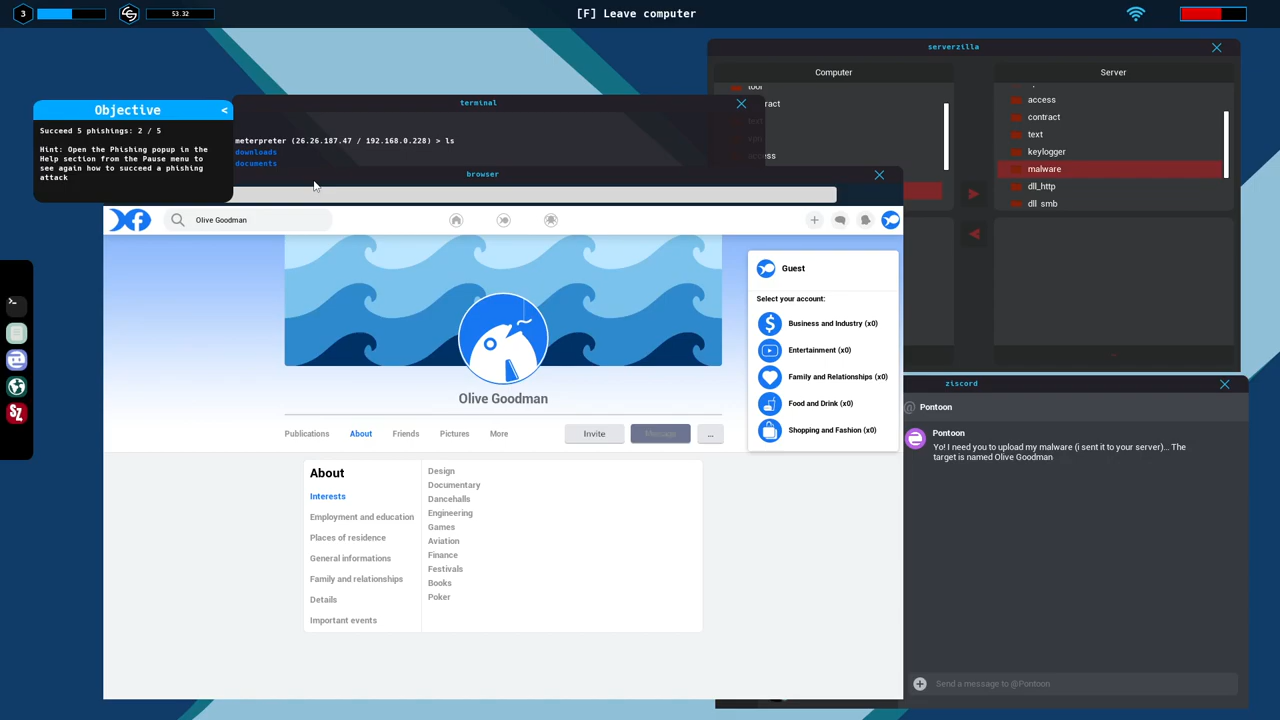 3
53.32
[F] Leave computer
serverzilla
Computer
Server
tool
access
contract
text
keylogger
malware
dll_http
dll_smb
access
terminal
Objective <
Succeed 5 phishings: 2 / 5
Hint: Open the Phishing popup in the
Help section from the Pause menu to
see again how to succeed a phishing
attack
meterpreter (26.26.187.47 / 192.168.0.228) > ls
downloads
documents
browser
Olive Goodman
Guest
Select your account:
Business and Industry (x0)
Entertainment (x0)
Family and Relationships (x0)
Food and Drink (x0)
Shopping and Fashion (x0)
Olive Goodman
Publications
About
Friends
Pictures
More
Invite
Message
...
About
Interests
Employment and education
Places of residence
General informations
Family and relationships
Details
Important events
Design
Documentary
Dancehalls
Engineering
Games
Aviation
Finance
Festivals
Books
Poker
ziscord
@ Pontoon
Pontoon
Yo! I need you to upload my malware (i sent it to your server)... The
target is named Olive Goodman
Send a message to @Pontoon
SZ